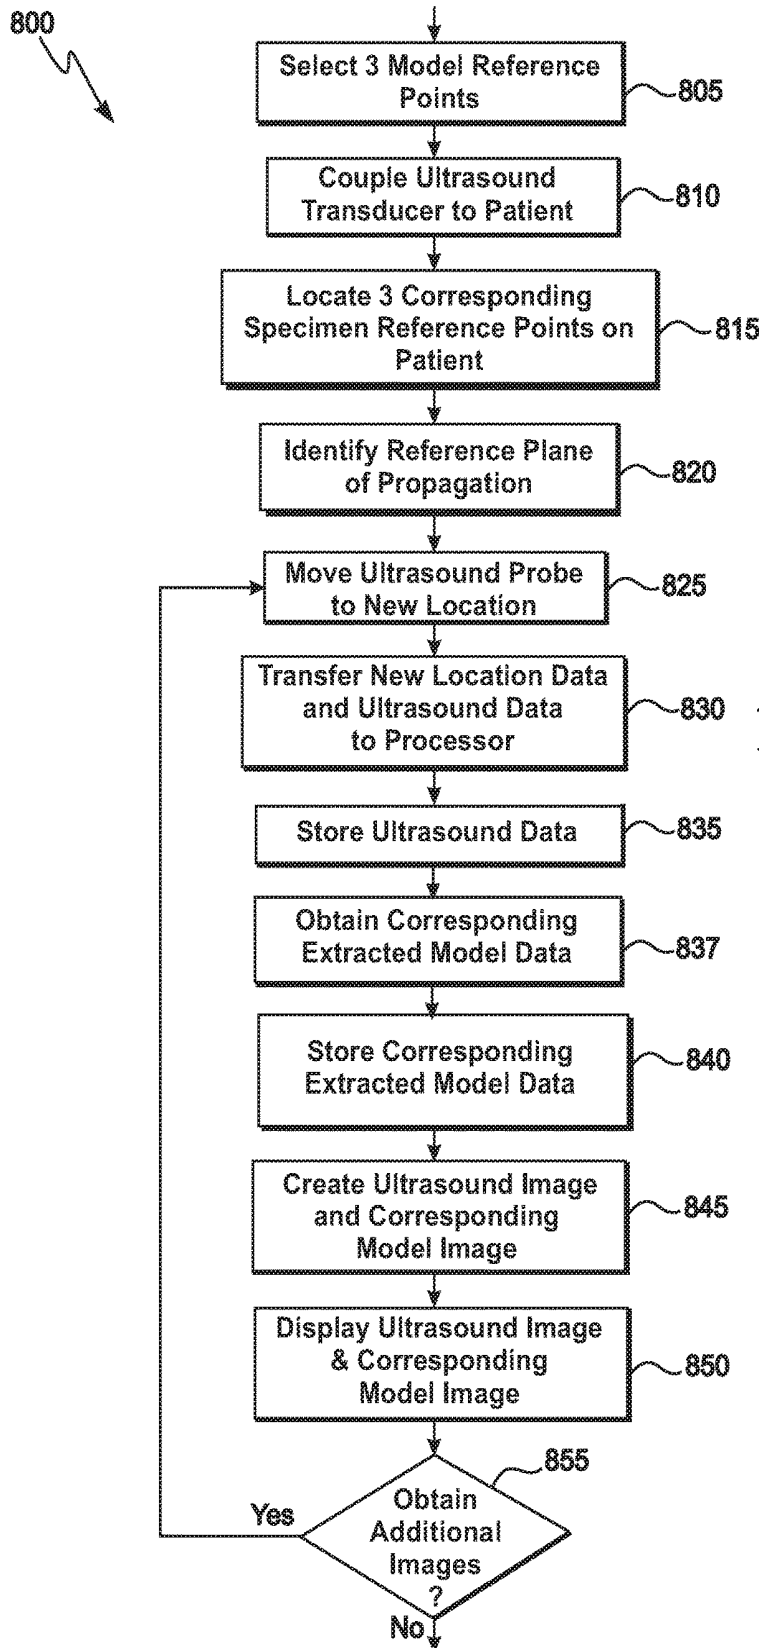 800
Select 3 Model Reference
Points
805
Couple Ultrasound
Transducer to Patient
810
Locate 3 Corresponding
Specimen Reference Points on
Patient
815
Identify Reference Plane
of Propagation
820
Move Ultrasound Probe
to New Location
825
Transfer New Location Data
and Ultrasound Data
to Processor
830
Store Ultrasound Data
835
Obtain Corresponding
Extracted Model Data
837
Store Corresponding
Extracted Model Data
840
Create Ultrasound Image
and Corresponding
Model Image
845
Display Ultrasound Image
& Corresponding
Model Image
850
855
Obtain
Additional
Images
?
Yes
No